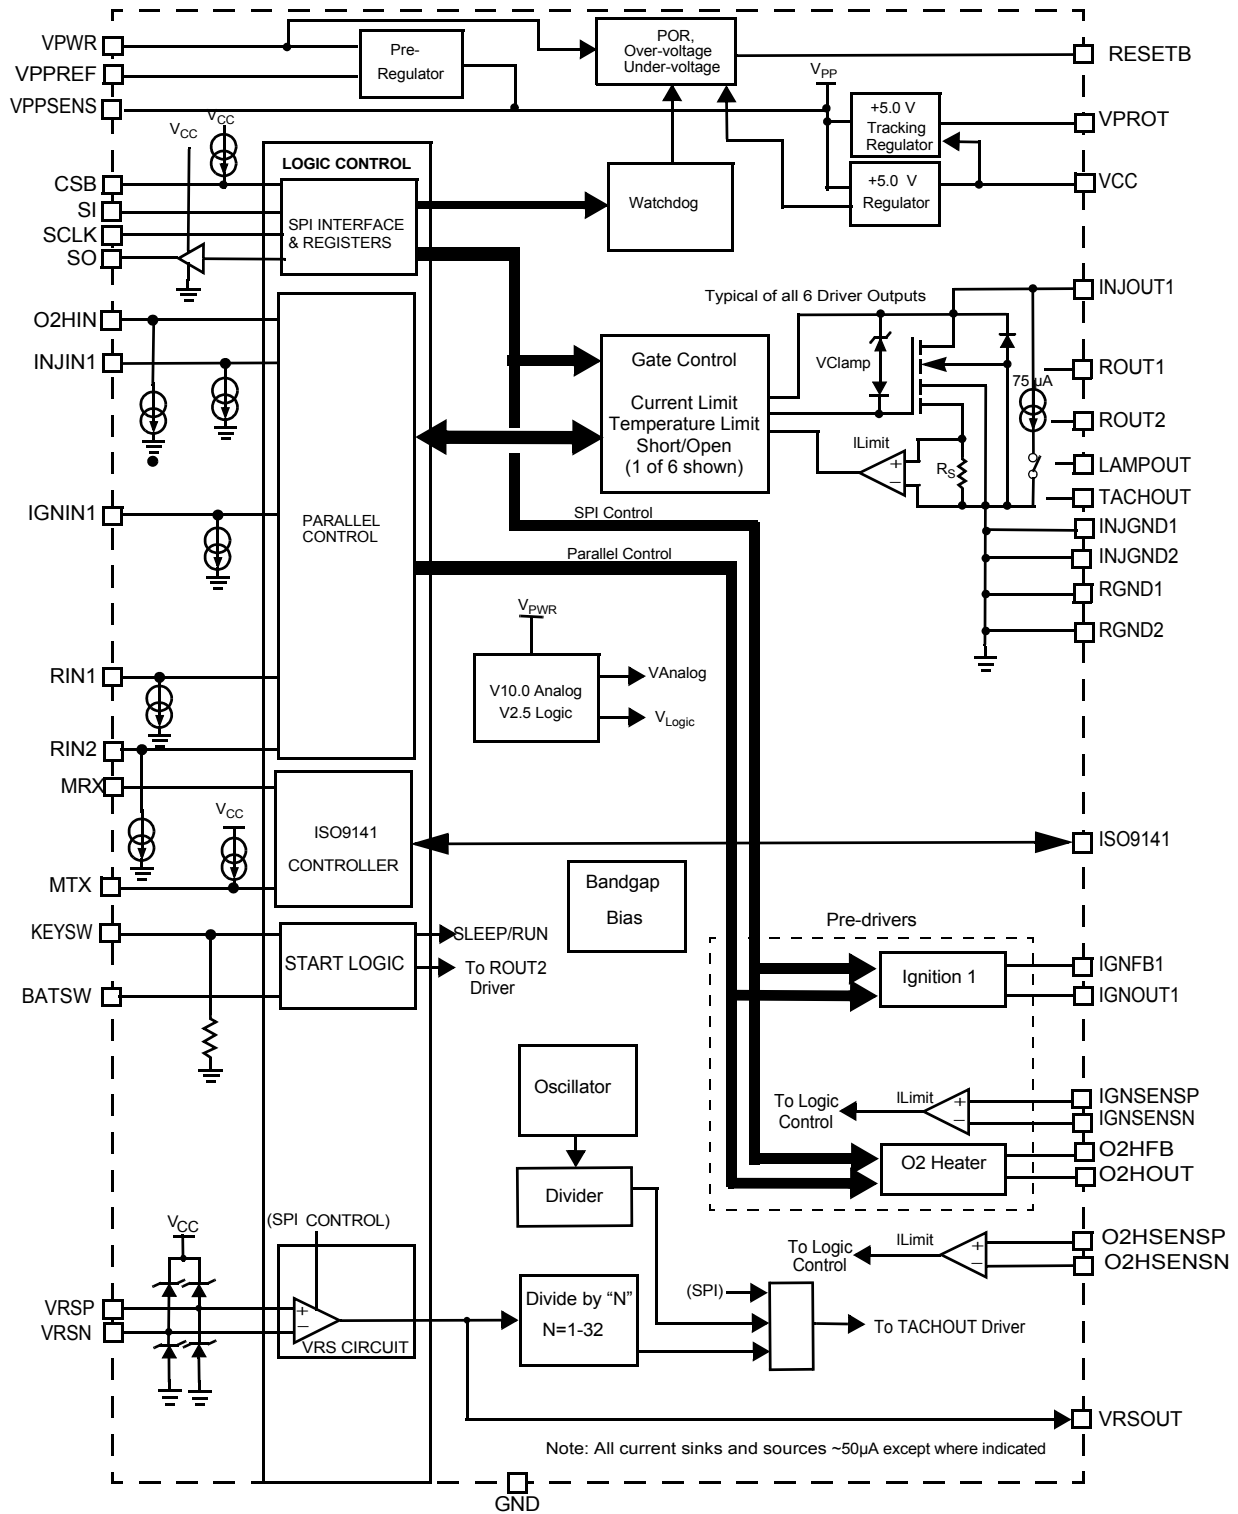 VPWR
VPPREF
VPPSENS
Pre-
Regulator
POR,
Over-voltage
Under-voltage
RESETB
VPP
+5.0 V
Tracking
Regulator
VPROT
+5.0 V
Regulator
VCC
VCC
VCC
LOGIC CONTROL
CSB
SI
SCLK
SO
SPI INTERFACE
& REGISTERS
Watchdog
O2HIN
INJIN1
IGNIN1
RIN1
RIN2
PARALLEL
CONTROL
Typical of all 6 Driver Outputs
Gate Control
Current Limit
Temperature Limit
Short/Open
(1 of 6 shown)
VClamp
75 µA
ILimit
+
–
RS
INJOUT1
ROUT1
ROUT2
LAMPOUT
TACHOUT
INJGND1
INJGND2
RGND1
RGND2
SPI Control
Parallel Control
VPWR
V10.0 Analog
V2.5 Logic
VAnalog
VLogic
MRX
MTX
VCC
ISO9141
CONTROLLER
ISO9141
Bandgap
Bias
KEYSW
BATSW
START LOGIC
SLEEP/RUN
To ROUT2
Driver
Pre-drivers
Ignition 1
IGNFB1
IGNOUT1
To Logic
Control
ILimit
+
–
IGNSENSP
IGNSENSN
O2 Heater
O2HFB
O2HOUT
To Logic
Control
ILimit
+
–
O2HSENSP
O2HSENSN
Oscillator
Divider
VCC
(SPI CONTROL)
VRSP
VRSN
+
–
VRS CIRCUIT
Divide by “N”
N=1-32
(SPI)
To TACHOUT Driver
VRSOUT
Note: All current sinks and sources ~50µA except where indicated
GND